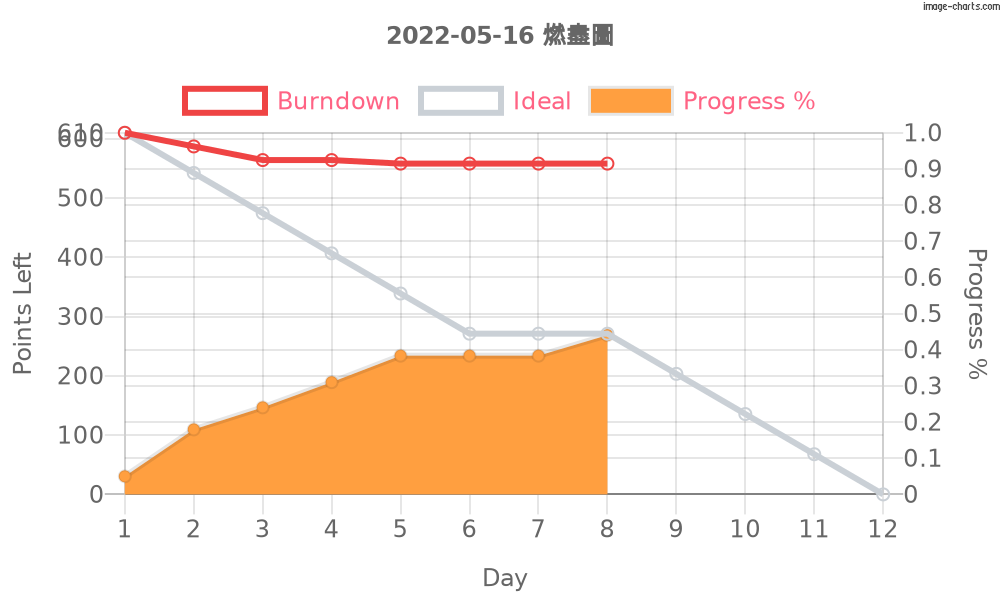 image-charts.com
2022-05-16 燃盡圖
Burndown Ideal Progress %
610 1.0
600
0.9
500 0.8
400 0.7
0.6
300 0.5
0.4
200 0.3
100 0.2
0.1
0 0
Points Left
Progress %
1 2 3 4 5 6 7 8 9 10 11 12
Day